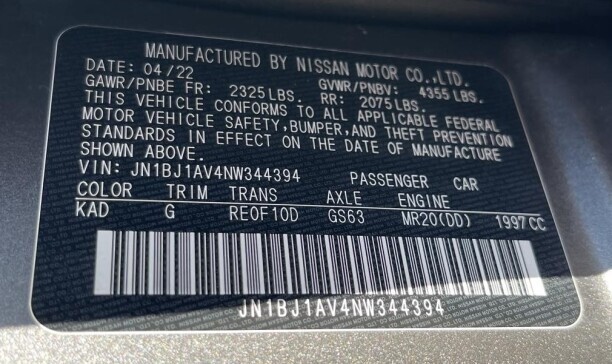 MANUFACTURED BY NISSAN MOTOR CO.,LTD.
DATE: 04/22 GVWR/PNBV: 4355 LBS.
GAWR/PNBE FR: 2325 LBS. RR: 2075 LBS.
THIS VEHICLE CONFORMS TO ALL APPLICABLE FEDERAL
MOTOR VEHICLE SAFETY,BUMPER,AND THEFT PREVENTION
STANDARDS IN EFFECT ON THE DATE OF MANUFACTURE
SHOWN ABOVE.
VIN: JN1BJ1AV4NW344394 PASSENGER CAR
COLOR TRIM TRANS AXLE ENGINE
KAD G RE0F10D GS63 MR20(DD) 1997 CC
JN1BJ1AV4NW344394